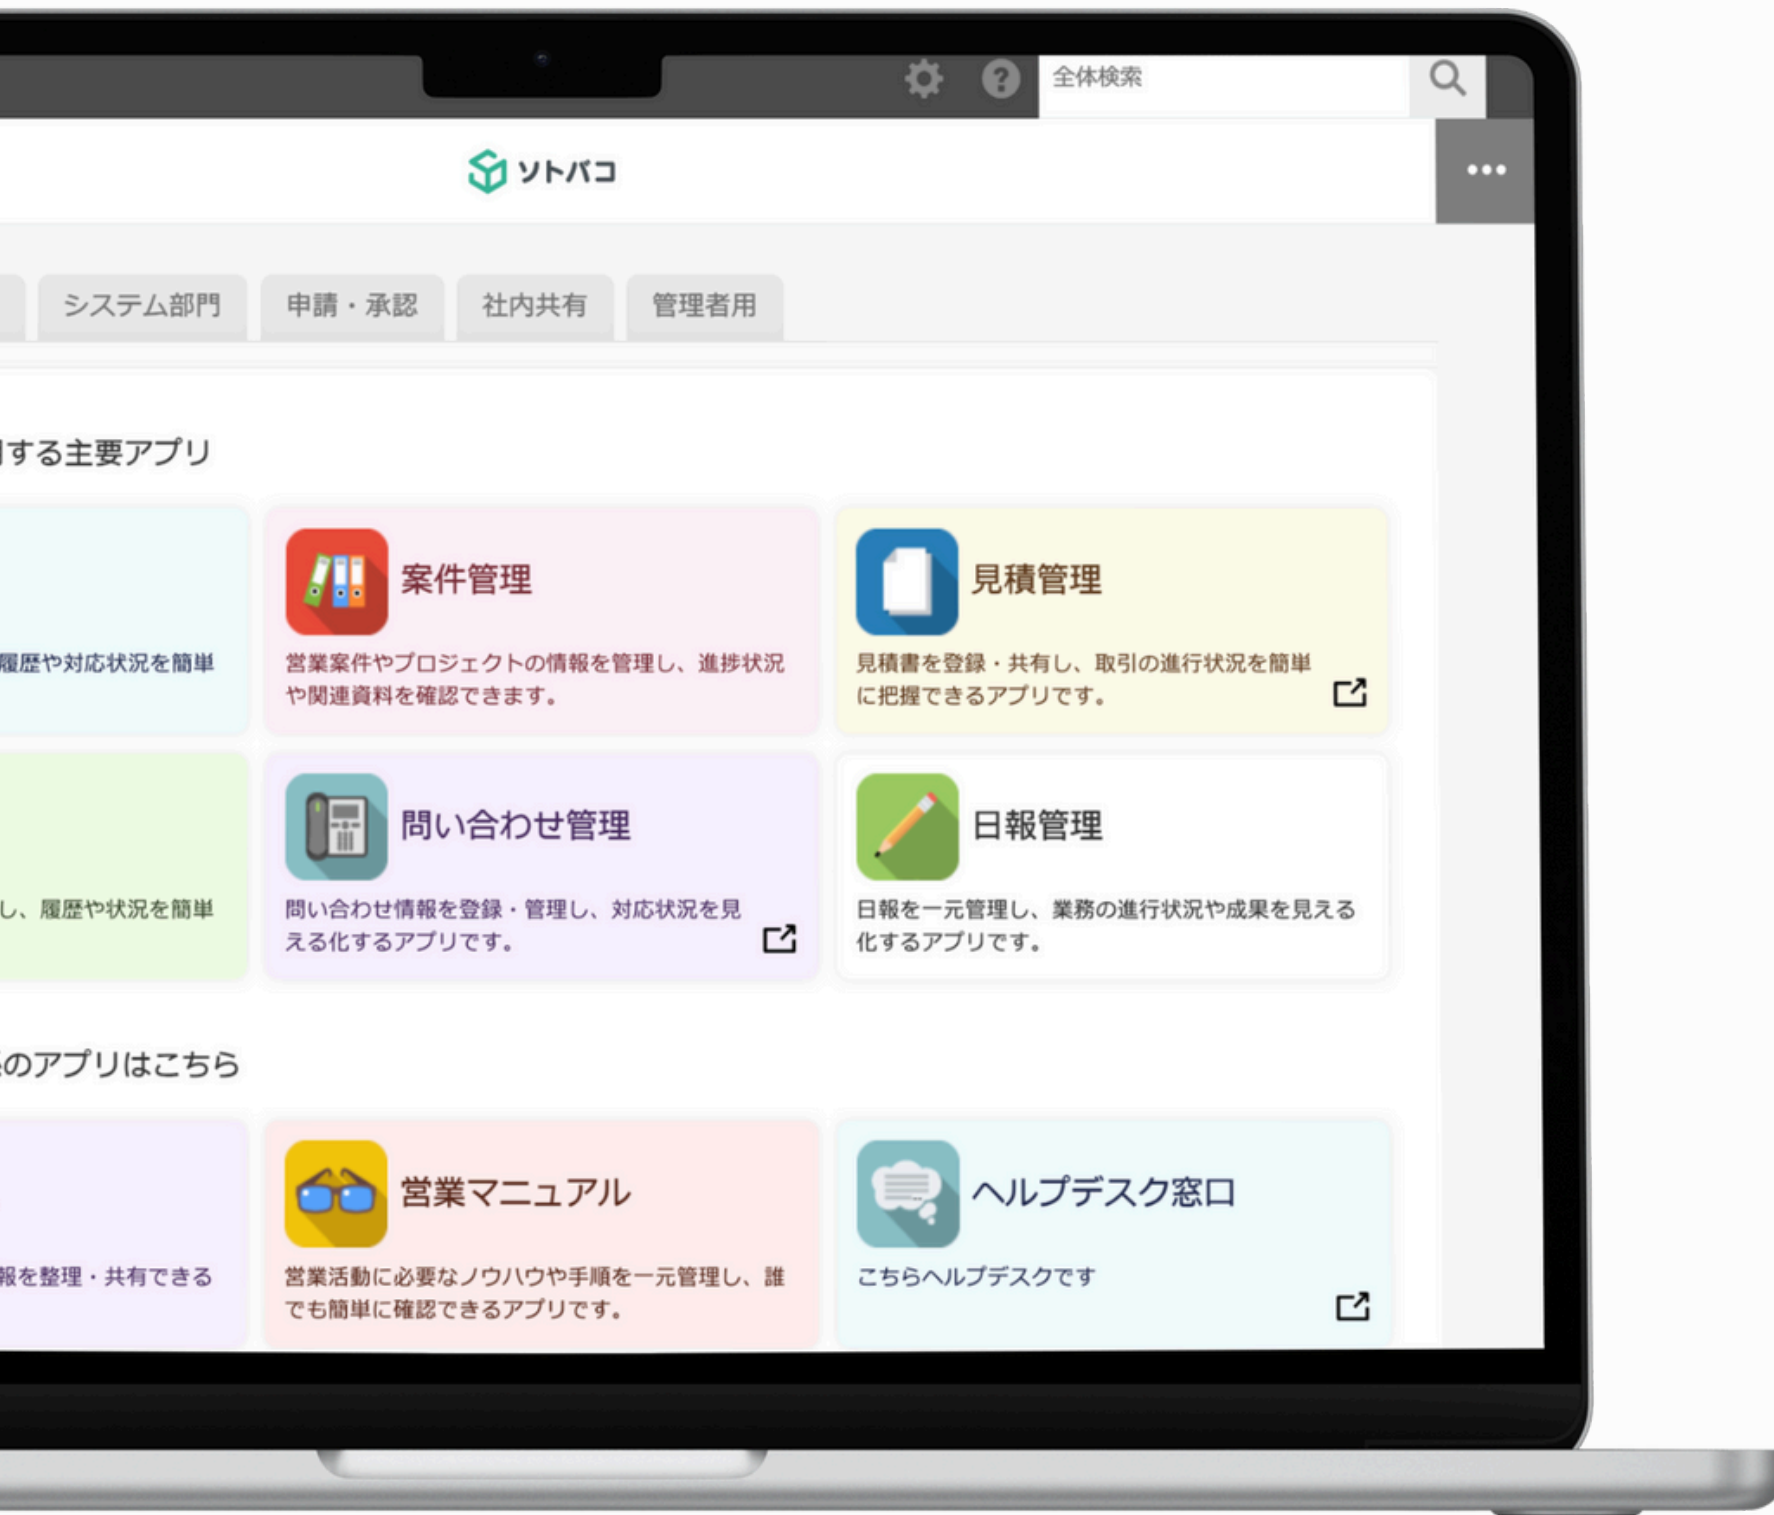 全体検索
ソトバコ
システム部門
申請・承認
社内共有
管理者用
する主要アプリ
履歴や対応状況を簡単
案件管理
営業案件やプロジェクトの情報を管理し、進捗状況
や関連資料を確認できます。
見積管理
見積書を登録・共有し、取引の進行状況を簡単
に把握できるアプリです。
し、履歴や状況を簡単
問い合わせ管理
問い合わせ情報を登録・管理し、対応状況を見
える化するアプリです。
日報管理
日報を一元管理し、業務の進行状況や成果を見える
化するアプリです。
のアプリはこちら
報を整理・共有できる
営業マニュアル
営業活動に必要なノウハウや手順を一元管理し、誰
でも簡単に確認できるアプリです。
ヘルプデスク窓口
こちらヘルプデスクです